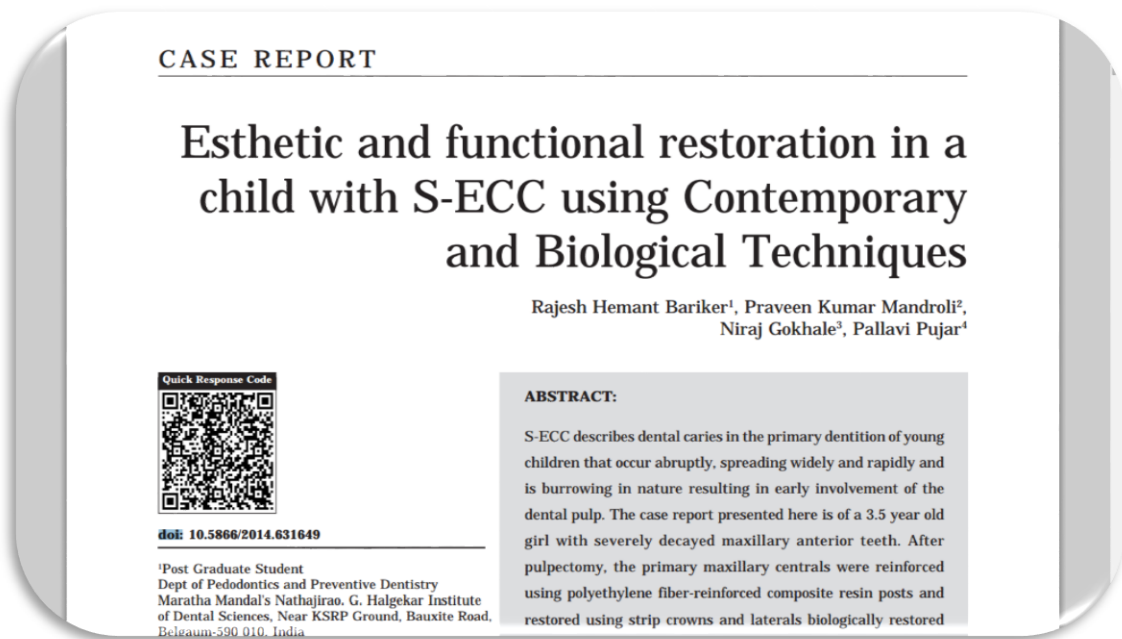 CASE REPORT
Esthetic and functional restoration in a
child with S-ECC using Contemporary
and Biological Techniques
Rajesh Hemant Bariker¹, Praveen Kumar Mandroli²,
Niraj Gokhale³, Pallavi Pujar⁴
Quick Response Code
doi: 10.5866/2014.631649
¹Post Graduate Student
Dept of Pedodontics and Preventive Dentistry
Maratha Mandal's Nathajirao. G. Halgekar Institute
of Dental Sciences, Near KSRP Ground, Bauxite Road,
Belgaum-590 010, India
ABSTRACT:
S-ECC describes dental caries in the primary dentition of young
children that occur abruptly, spreading widely and rapidly and
is burrowing in nature resulting in early involvement of the
dental pulp. The case report presented here is of a 3.5 year old
girl with severely decayed maxillary anterior teeth. After
pulpectomy, the primary maxillary centrals were reinforced
using polyethylene fiber-reinforced composite resin posts and
restored using strip crowns and laterals biologically restored